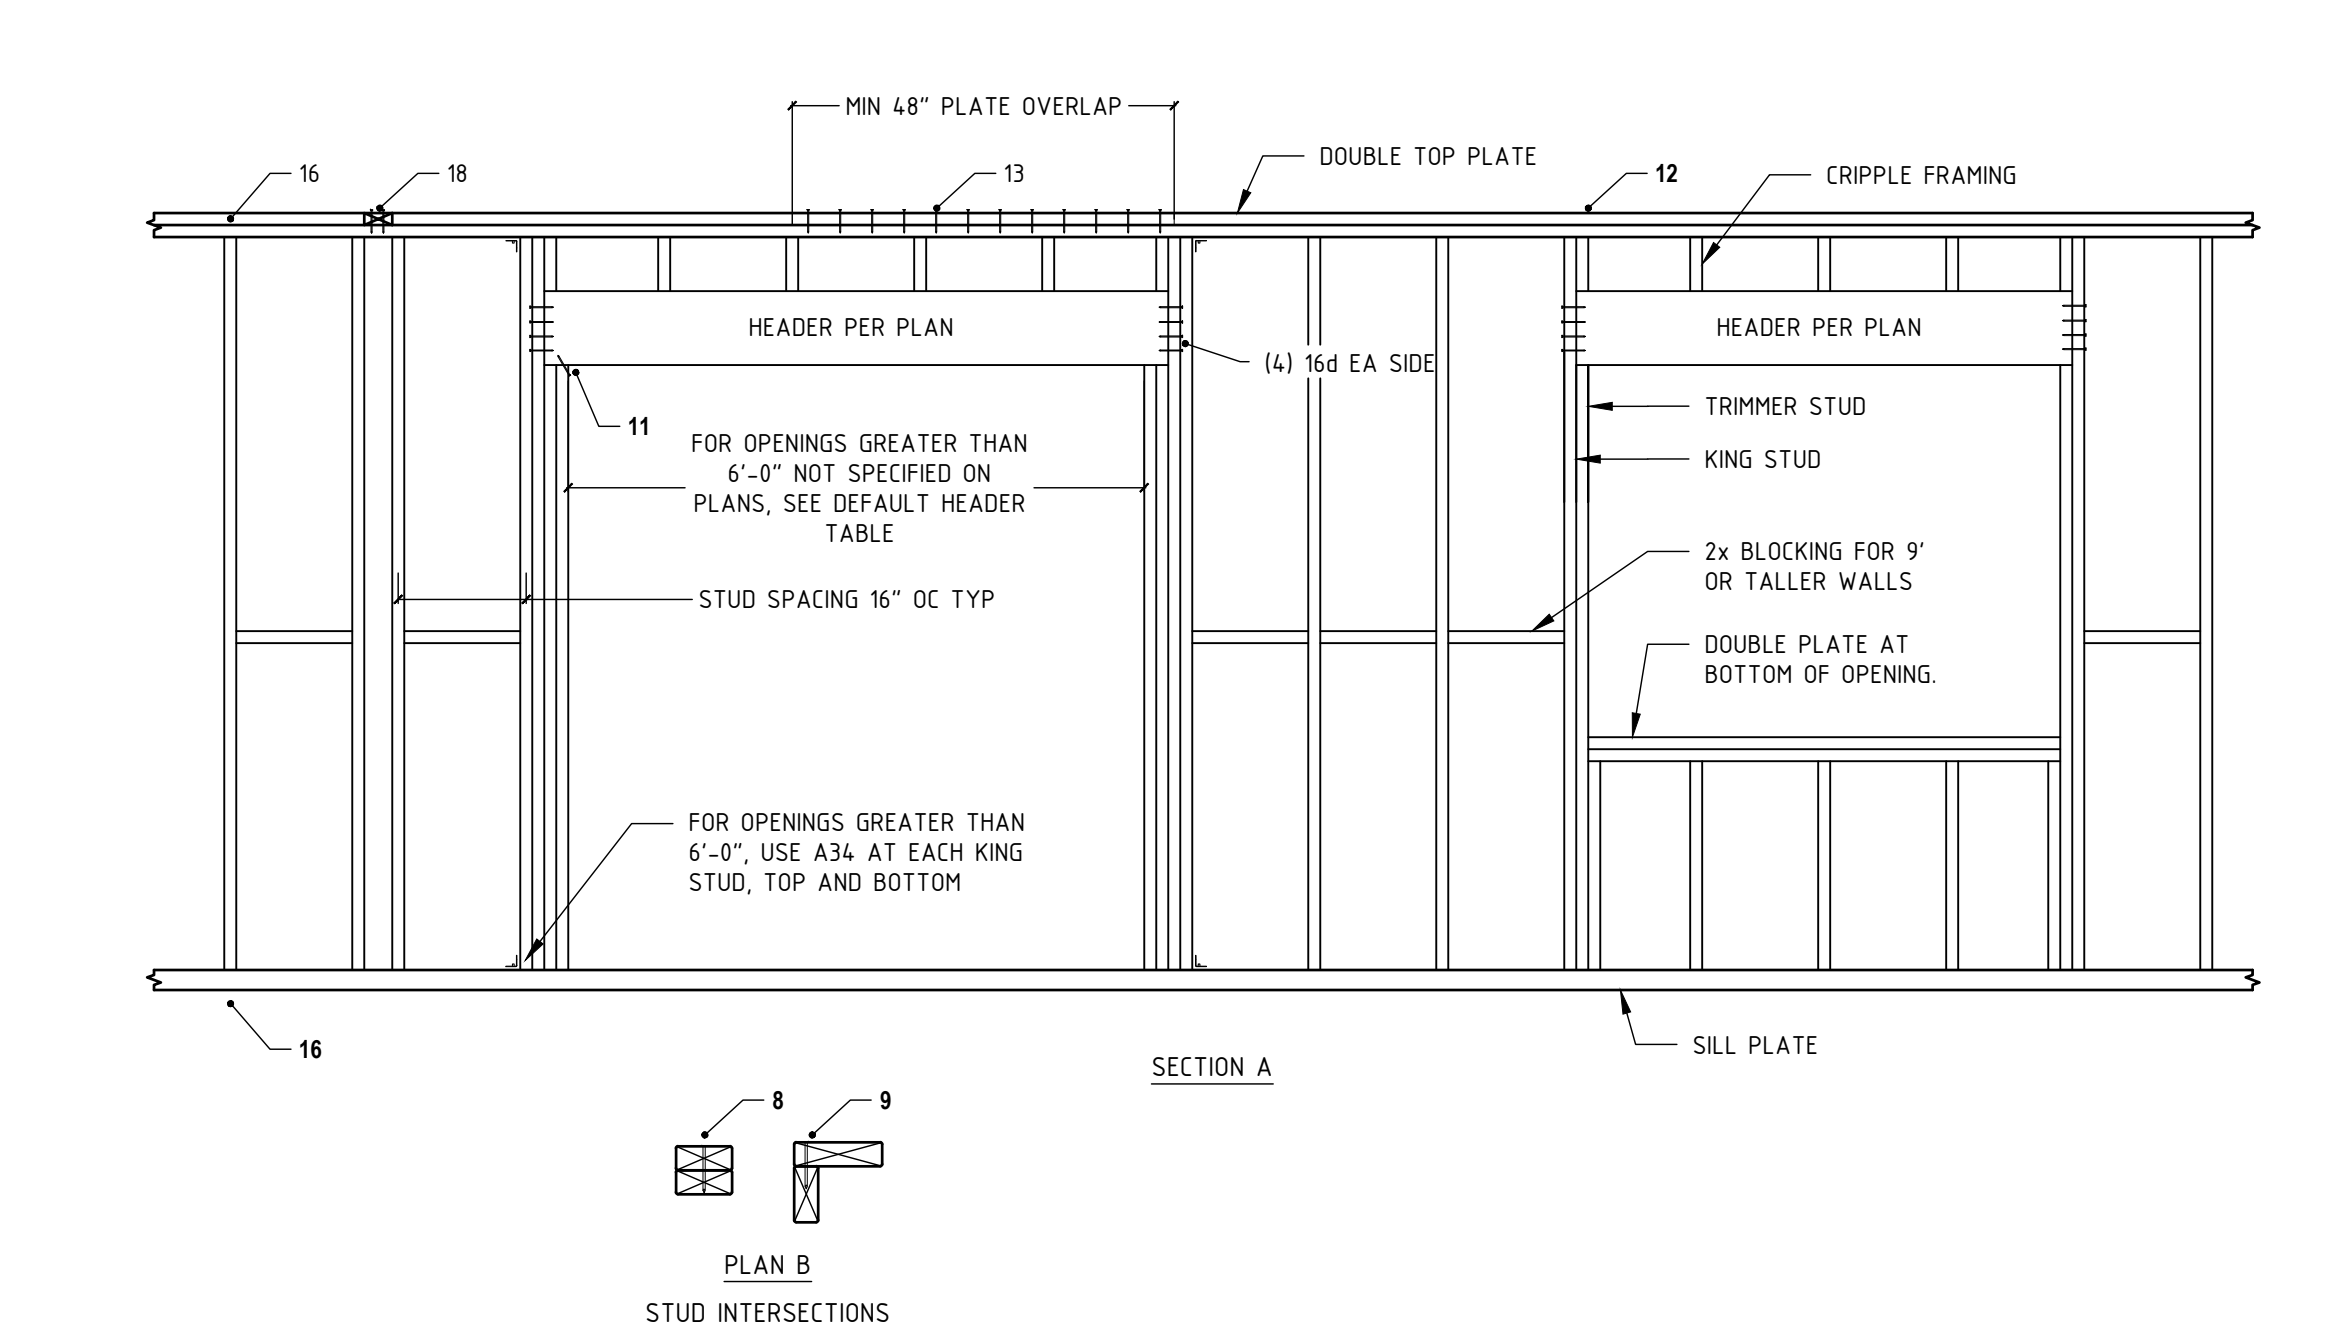 MIN 48" PLATE OVERLAP
DOUBLE TOP PLATE
16
18
13
12
CRIPPLE FRAMING
HEADER PER PLAN
HEADER PER PLAN
(4) 16d EA SIDE
11
TRIMMER STUD
FOR OPENINGS GREATER THAN
6'-0" NOT SPECIFIED ON
PLANS, SEE DEFAULT HEADER
TABLE
KING STUD
2x BLOCKING FOR 9'
OR TALLER WALLS
STUD SPACING 16" OC TYP
DOUBLE PLATE AT
BOTTOM OF OPENING.
FOR OPENINGS GREATER THAN
6'-0", USE A34 AT EACH KING
STUD, TOP AND BOTTOM
16
SILL PLATE
SECTION A
8
9
PLAN B
STUD INTERSECTIONS